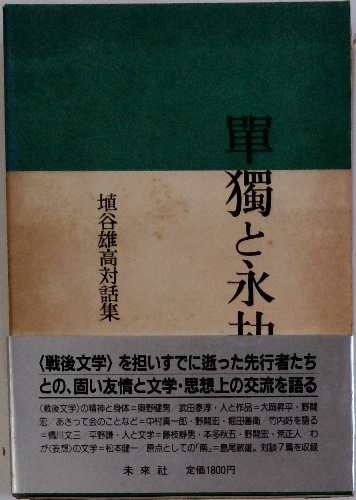 單獨と永劫
埴谷雄高対話集
〈戦後文学〉を担いすでに逝った先行者たち
との、固い友情と文学・思想上の交流を語る
〈戦後文学〉の精神と身体＝奥野健男／武田泰淳・人と作品＝大岡昇平・野間
宏／あさって会のことなど＝中村真一郎・野間宏・堀田善衞／竹内好を語る
＝橋川文三／平野謙・人と文学＝藤枝静男・本多秋五・野間宏・荒正人／わ
が〈妄想〉の文学＝松本健一／原点としての「南」＝島尾敏雄。対談7篇を収録
未来社　定価1800円